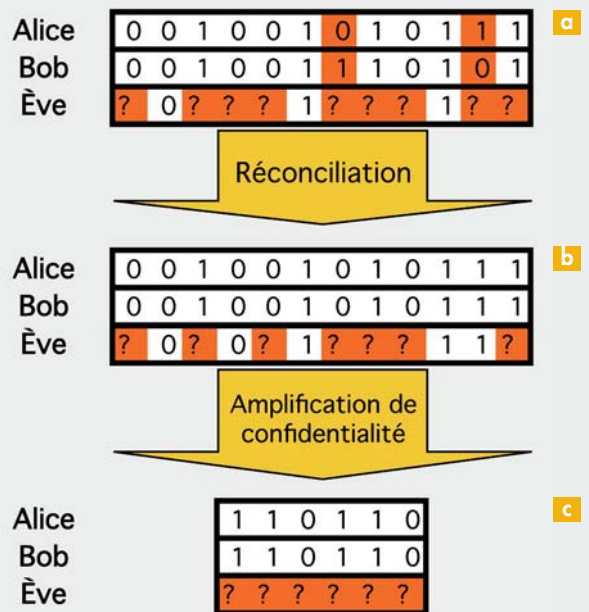 Alice 0 0 1 0 0 1 0 1 0 1 1 1 a
Bob 0 0 1 0 0 1 1 1 0 1 0 1
Ève ? 0 ? ? ? 1 ? ? ? 1 ? ?
Réconciliation
Alice 0 0 1 0 0 1 0 1 0 1 1 1 b
Bob 0 0 1 0 0 1 0 1 0 1 1 1
Ève ? 0 ? 0 ? 1 ? ? ? 1 1 ?
Amplification de
confidentialité
Alice 1 1 0 1 1 0 c
Bob 1 1 0 1 1 0
Ève ? ? ? ? ? ?